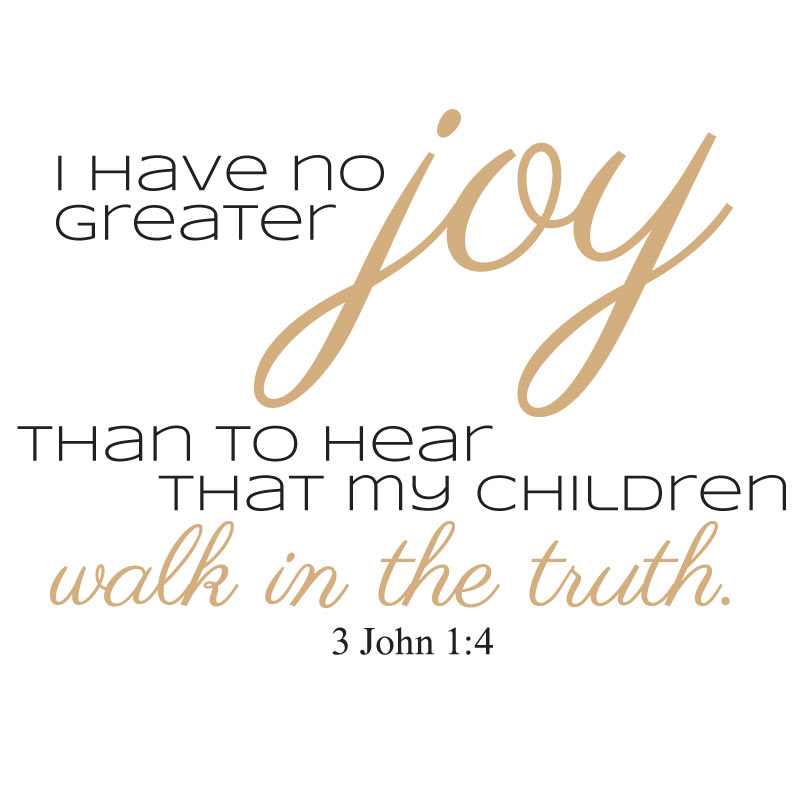 I Have no
Greater joy
THan TO Hear
THaT my CHILDren
walk in the truth.
3 John 1:4